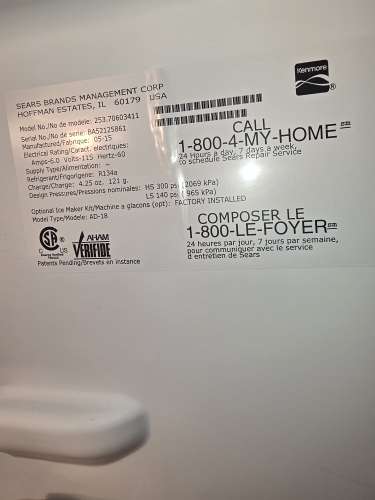 SEARS BRANDS MANAGEMENT CORP
HOFFMAN ESTATES, IL 60179 USA
Model No./No de modele: 253.70603411
Serial No./No de serie: BA52125861
Manufactured/Fabrique: 05-15
Electrical Rating/Caract. electriques:
Amps-6.0 Volts-115 Hertz-60
Supply Type/Alimentation: ~
Refrigerant/Frigorigene: R134a
Charge/Charge: 4.25 oz. 121 g.
Design Pressures/Pressions nominales: HS 300 psi (2069 kPa)
LS 140 psi (965 kPa)
Optional Ice Maker Kit/Machine a glacons (opt): FACTORY INSTALLED
Model Type/Modele: AD-18
Kenmore ®
CALL
1-800-4-MY-HOME
24 Hours a day, 7 days a week,
to schedule Sears Repair Service
COMPOSER LE
1-800-LE-FOYER
24 heures par jour, 7 jours par semaine,
pour communiquer avec le service
d entretien de Sears
SA ® US
AHAM
VERIFIDE
Patents Pending/Brevets en instance